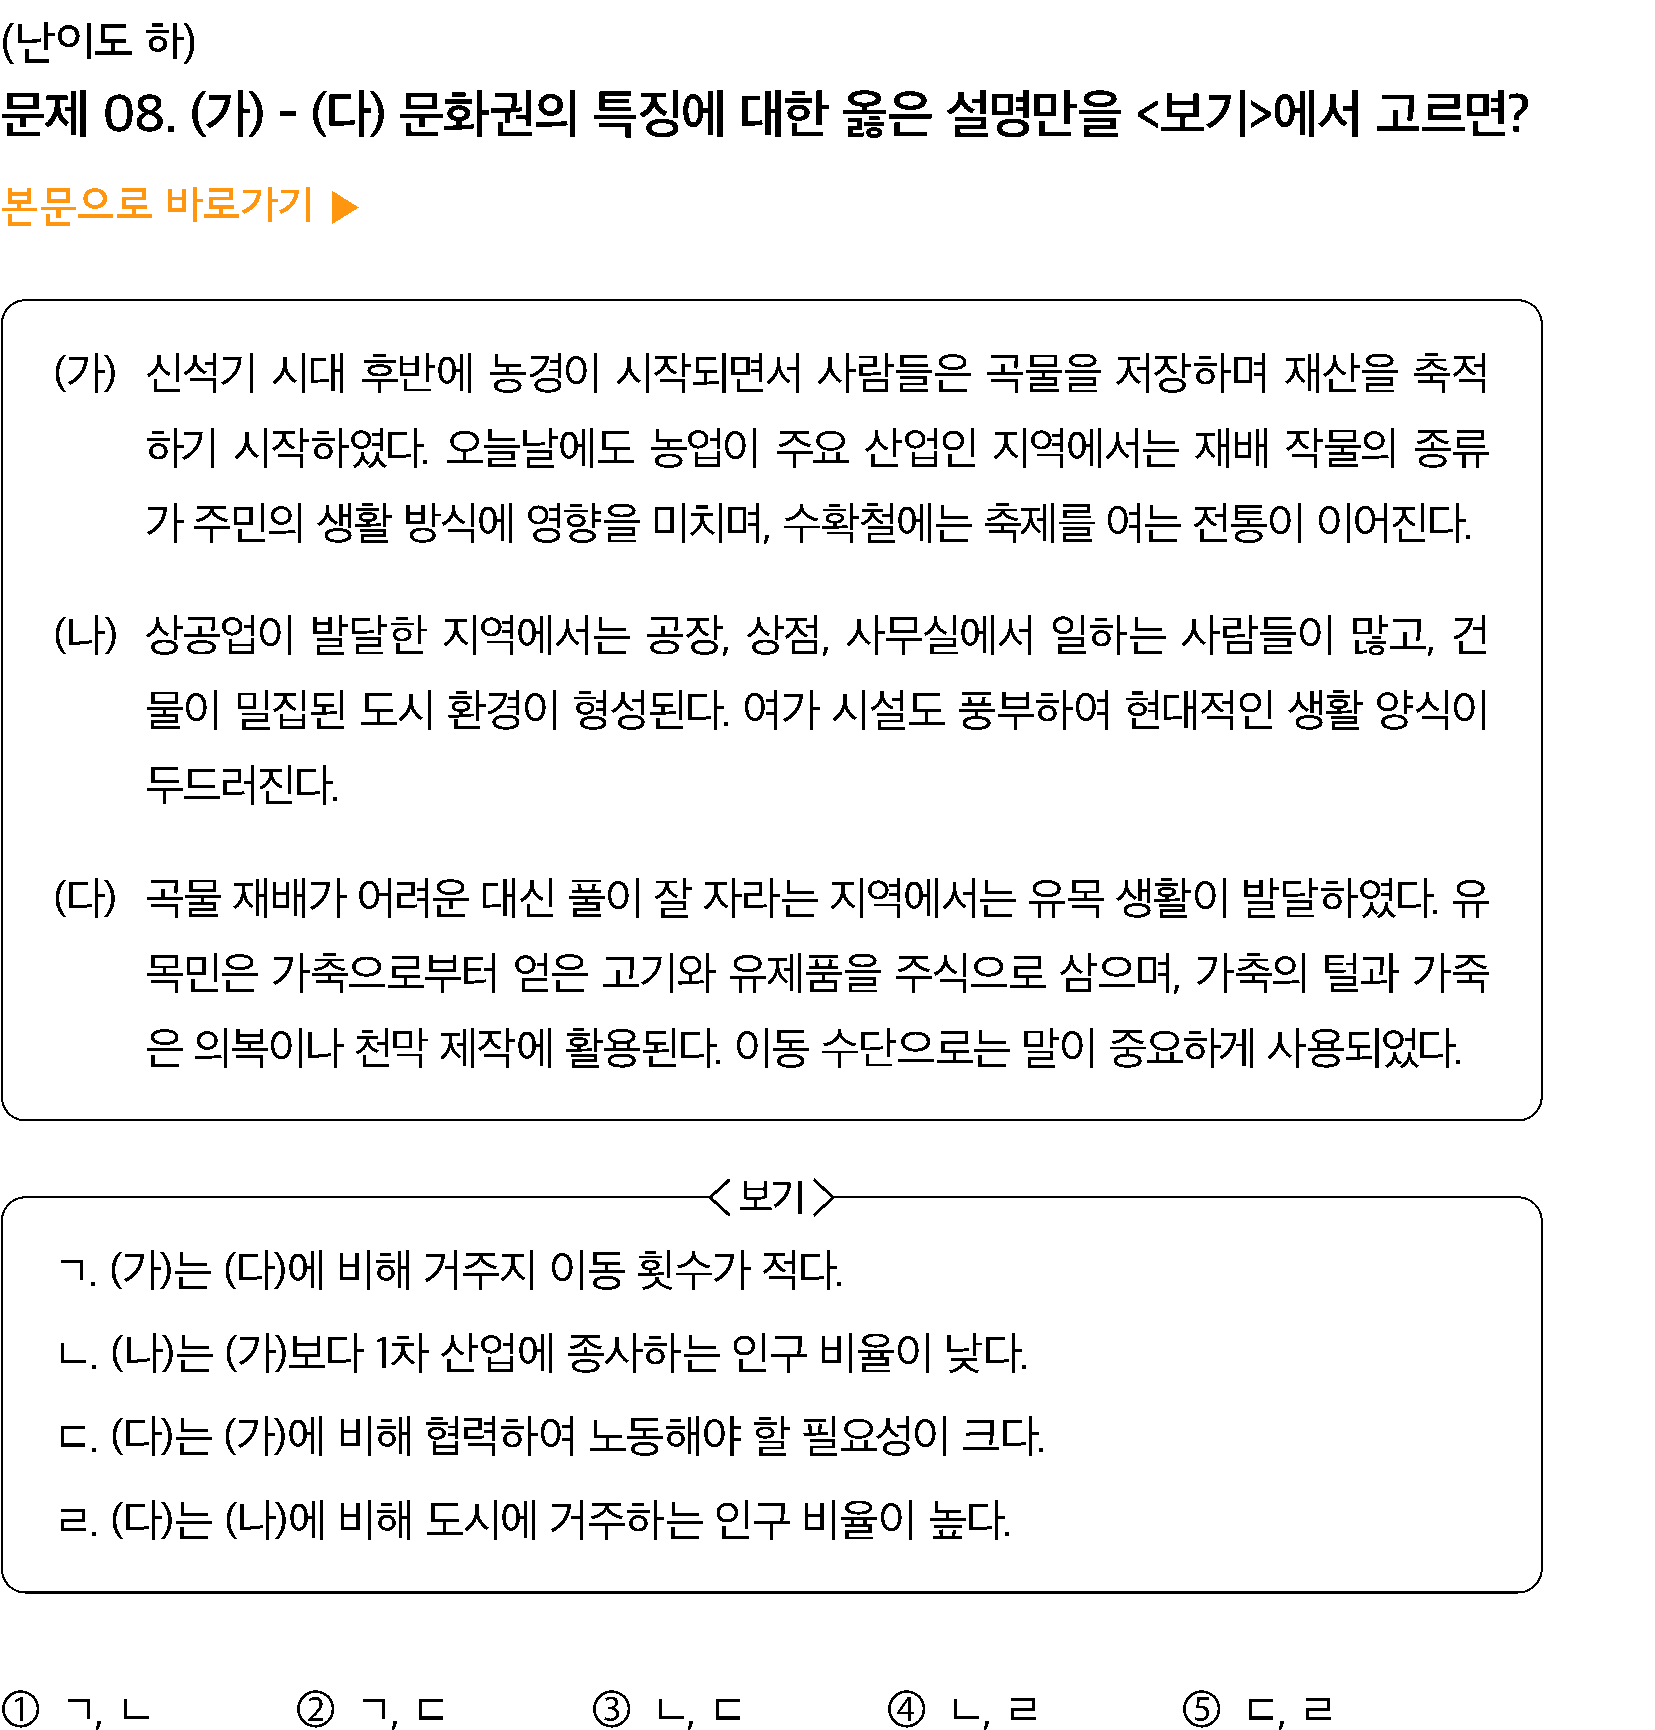 (난이도 하)
문제 08. (가) - (다) 문화권의 특징에 대한 옳은 설명만을 <보기>에서 고르면?
본문으로 바로가기 ▶
(가) 신석기 시대 후반에 농경이 시작되면서 사람들은 곡물을 저장하며 재산을 축적
하기 시작하였다. 오늘날에도 농업이 주요 산업인 지역에서는 재배 작물의 종류
가 주민의 생활 방식에 영향을 미치며, 수확철에는 축제를 여는 전통이 이어진다.
(나) 상공업이 발달한 지역에서는 공장, 상점, 사무실에서 일하는 사람들이 많고, 건
물이 밀집된 도시 환경이 형성된다. 여가 시설도 풍부하여 현대적인 생활 양식이
두드러진다.
(다) 곡물 재배가 어려운 대신 풀이 잘 자라는 지역에서는 유목 생활이 발달하였다. 유
목민은 가축으로부터 얻은 고기와 유제품을 주식으로 삼으며, 가축의 털과 가죽
은 의복이나 천막 제작에 활용된다. 이동 수단으로는 말이 중요하게 사용되었다.
<보기>
ㄱ. (가)는 (다)에 비해 거주지 이동 횟수가 적다.
ㄴ. (나)는 (가)보다 1차 산업에 종사하는 인구 비율이 낮다.
ㄷ. (다)는 (가)에 비해 협력하여 노동해야 할 필요성이 크다.
ㄹ. (다)는 (나)에 비해 도시에 거주하는 인구 비율이 높다.
① ㄱ, ㄴ ② ㄱ, ㄷ ③ ㄴ, ㄷ ④ ㄴ, ㄹ ⑤ ㄷ, ㄹ